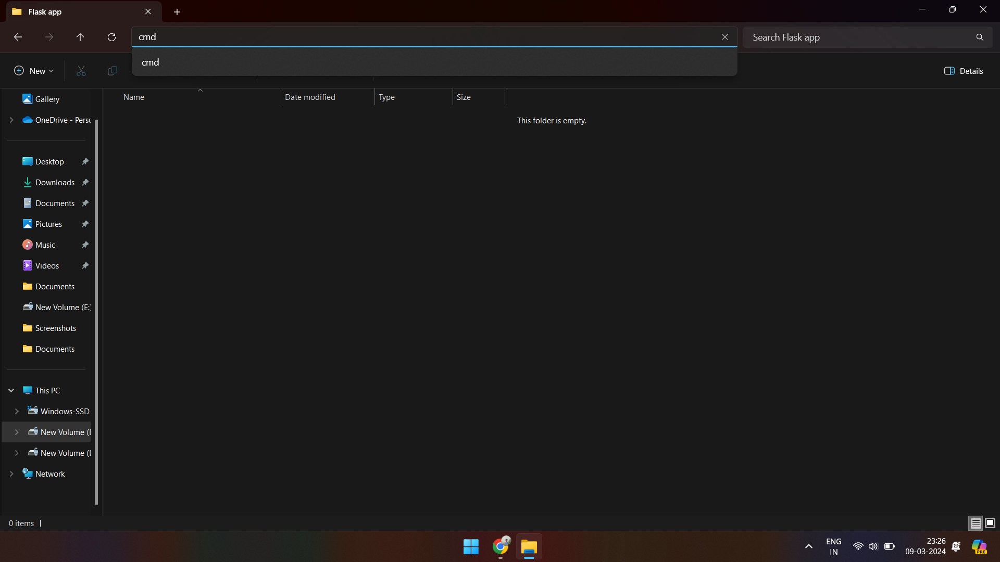 Flask app
cmd
Search Flask app
cmd
New
Details
Name
Date modified
Type
Size
This folder is empty.
Gallery
OneDrive - Persc
Desktop
Downloads
Documents
Pictures
Music
Videos
Documents
New Volume (E:)
Screenshots
Documents
This PC
Windows-SSD
New Volume (
New Volume (
Network
0 items
ENG
IN
23:26
09-03-2024
PRE